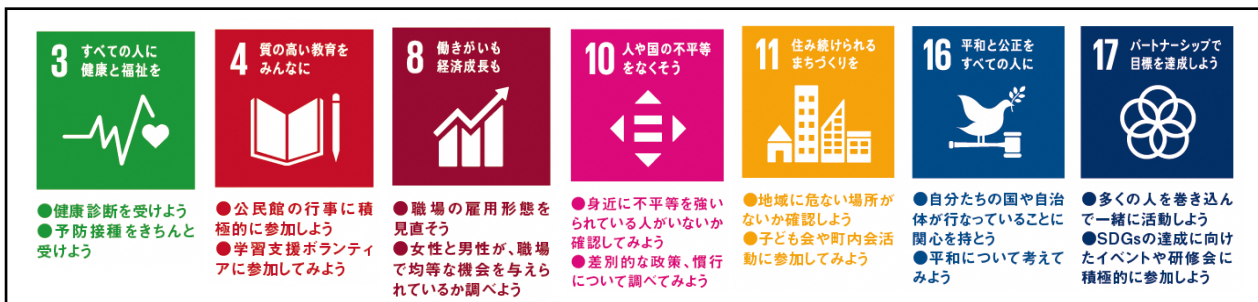 3 すべての人に
健康と福祉を
●健康診断を受けよう
●予防接種をきちんと
受けよう
4 質の高い教育を
みんなに
●公民館の行事に積
極的に参加しよう
●学習支援ボランティ
アに参加してみよう
8 働きがいも
経済成長も
●職場の雇用形態を
見直そう
●女性と男性が、職場
で均等な機会を与えら
れているか調べよう
10 人や国の不平等
をなくそう
●身近に不平等を強い
られている人がいないか
確認してみよう
●差別的な政策、慣行
について調べてみよう
11 住み続けられる
まちづくりを
●地域に危ない場所が
ないか確認しよう
●子ども会や町内会活
動に参加してみよう
16 平和と公正を
すべての人に
●自分たちの国や自治
体が行なっていることに
関心を持とう
●平和について考えて
みよう
17 パートナーシップで
目標を達成しよう
●多くの人を巻き込ん
で一緒に活動しよう
●SDGsの達成に向け
たイベントや研修会に
積極的に参加しよう